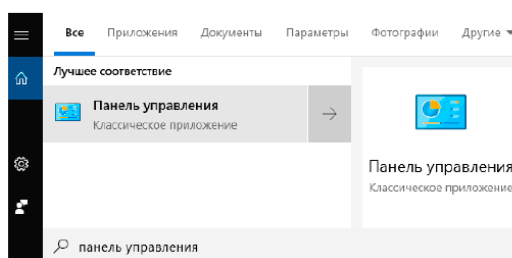 Все Приложения Документы Параметры Фотографии Другие
Лучшее соответствие
Панель управления
Классическое приложение
Панель управления
Классическое приложение
панель управления